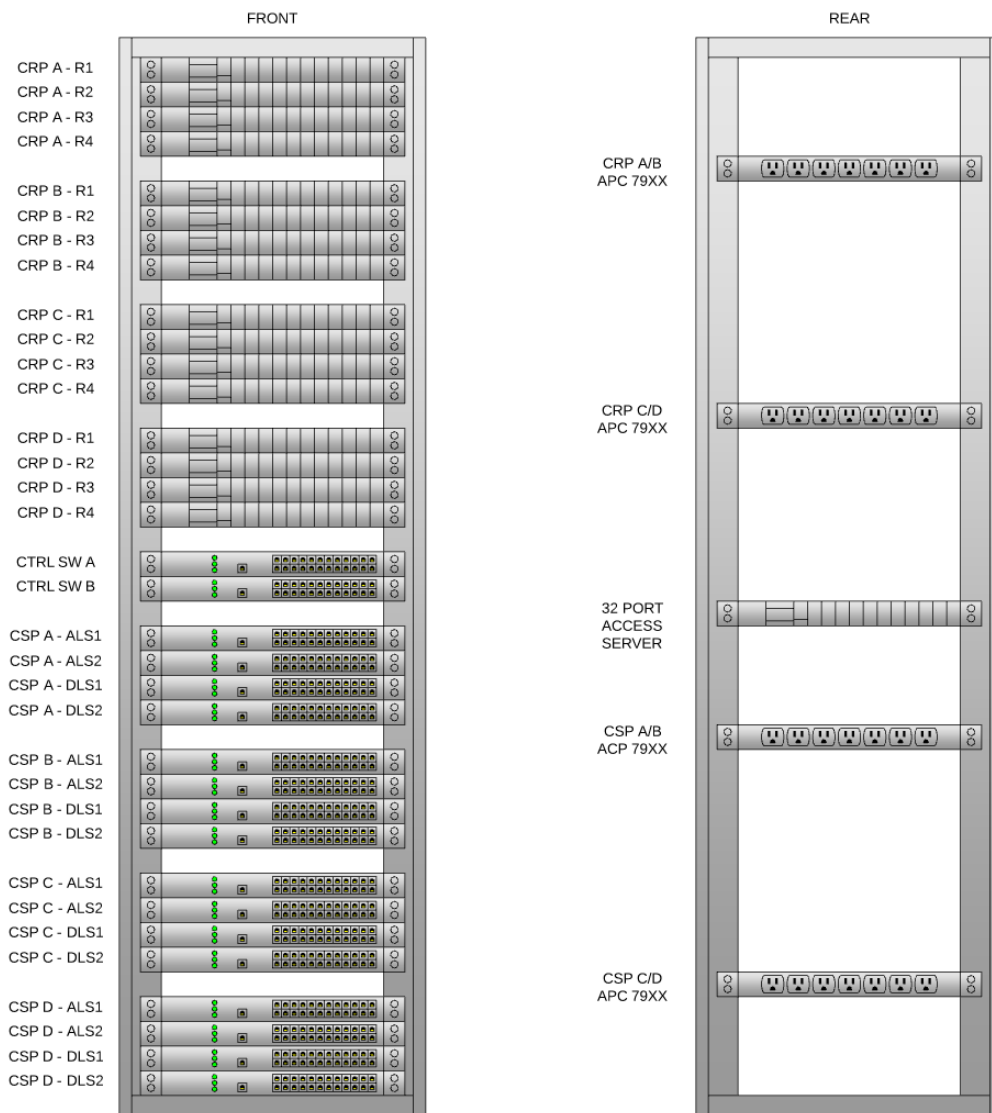 FRONT
CRP A - R1
CRP A - R2
CRP A - R3
CRP A - R4
CRP B - R1
CRP B - R2
CRP B - R3
CRP B - R4
CRP C - R1
CRP C - R2
CRP C - R3
CRP C - R4
CRP D - R1
CRP D - R2
CRP D - R3
CRP D - R4
CTRL SW A
CTRL SW B
CSP A - ALS1
CSP A - ALS2
CSP A - DLS1
CSP A - DLS2
CSP B - ALS1
CSP B - ALS2
CSP B - DLS1
CSP B - DLS2
CSP C - ALS1
CSP C - ALS2
CSP C - DLS1
CSP C - DLS2
CSP D - ALS1
CSP D - ALS2
CSP D - DLS1
CSP D - DLS2
REAR
CRP A/B
APC 79XX
CRP C/D
APC 79XX
32 PORT
ACCESS
SERVER
CSP A/B
ACP 79XX
CSP C/D
APC 79XX